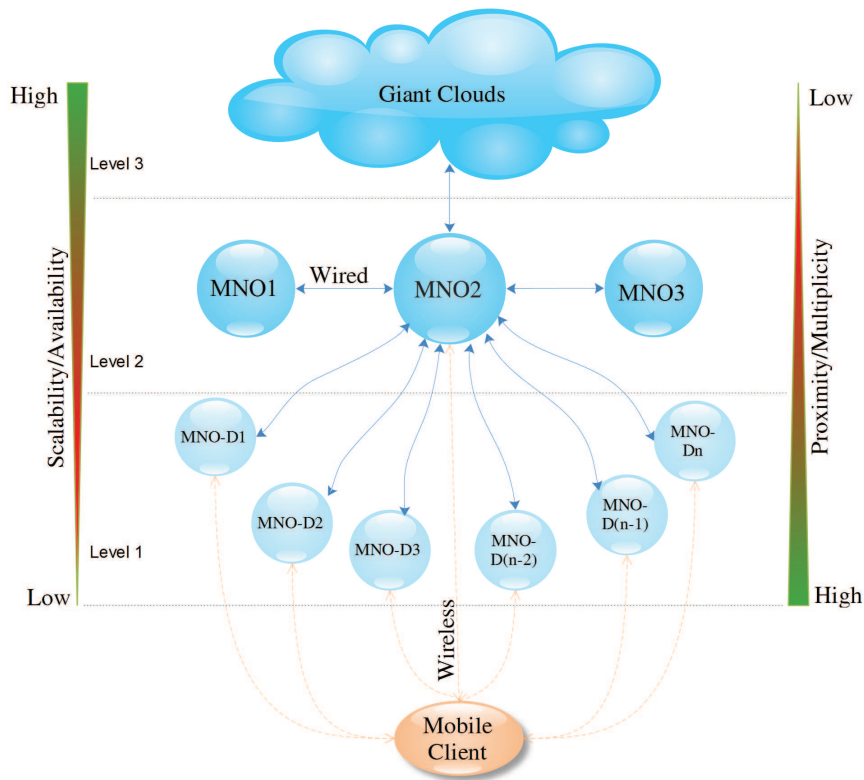 Giant Clouds
High
Low
Level 3
Scalability/Availability
Proximity/Multiplicity
MNO1
Wired
MNO2
MNO3
Level 2
MNO-D1
MNO-
Dn
MNO-D2
MNO-D3
MNO-
D(n-2)
MNO-
D(n-1)
Level 1
Low
High
Wireless
Mobile
Client